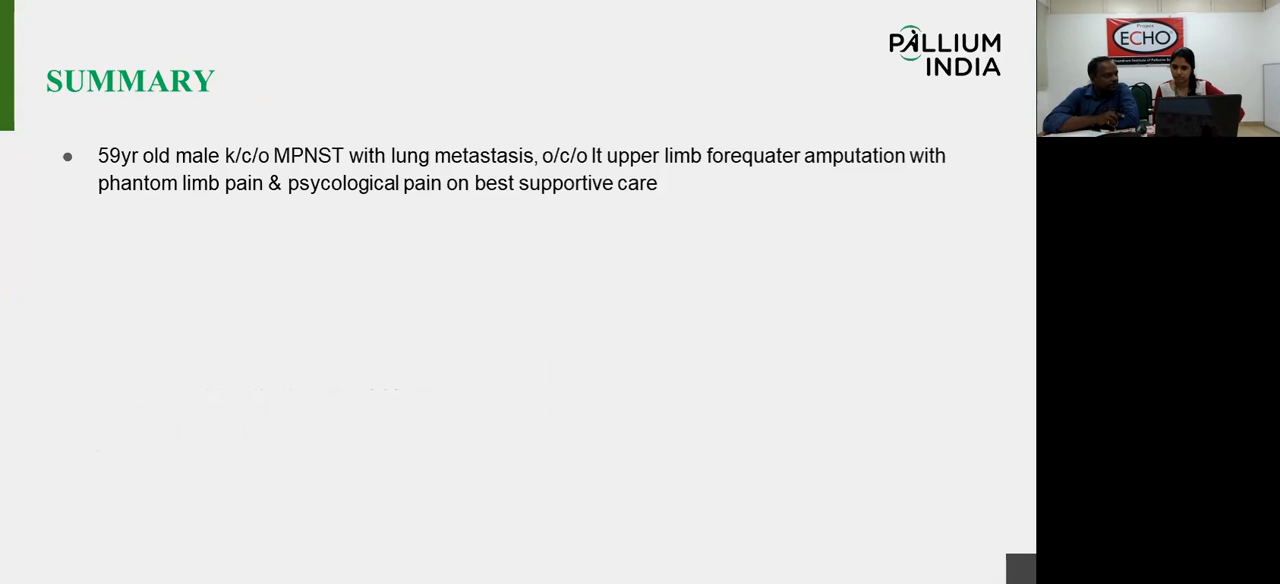 PALLIUM
INDIA
SUMMARY
● 59yr old male k/c/o MPNST with lung metastasis, o/c/o lt upper limb forequater amputation with
phantom limb pain & psycological pain on best supportive care
Project
ECHO